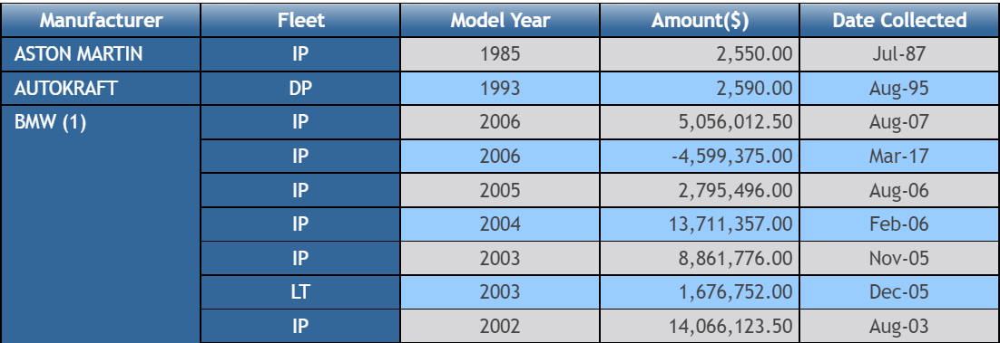 Manufacturer Fleet Model Year Amount($) Date Collected
ASTON MARTIN IP 1985 2,550.00 Jul-87
AUTOKRAFT DP 1993 2,590.00 Aug-95
BMW (1) IP 2006 5,056,012.50 Aug-07
IP 2006 -4,599,375.00 Mar-17
IP 2005 2,795,496.00 Aug-06
IP 2004 13,711,357.00 Feb-06
IP 2003 8,861,776.00 Nov-05
LT 2003 1,676,752.00 Dec-05
IP 2002 14,066,123.50 Aug-03